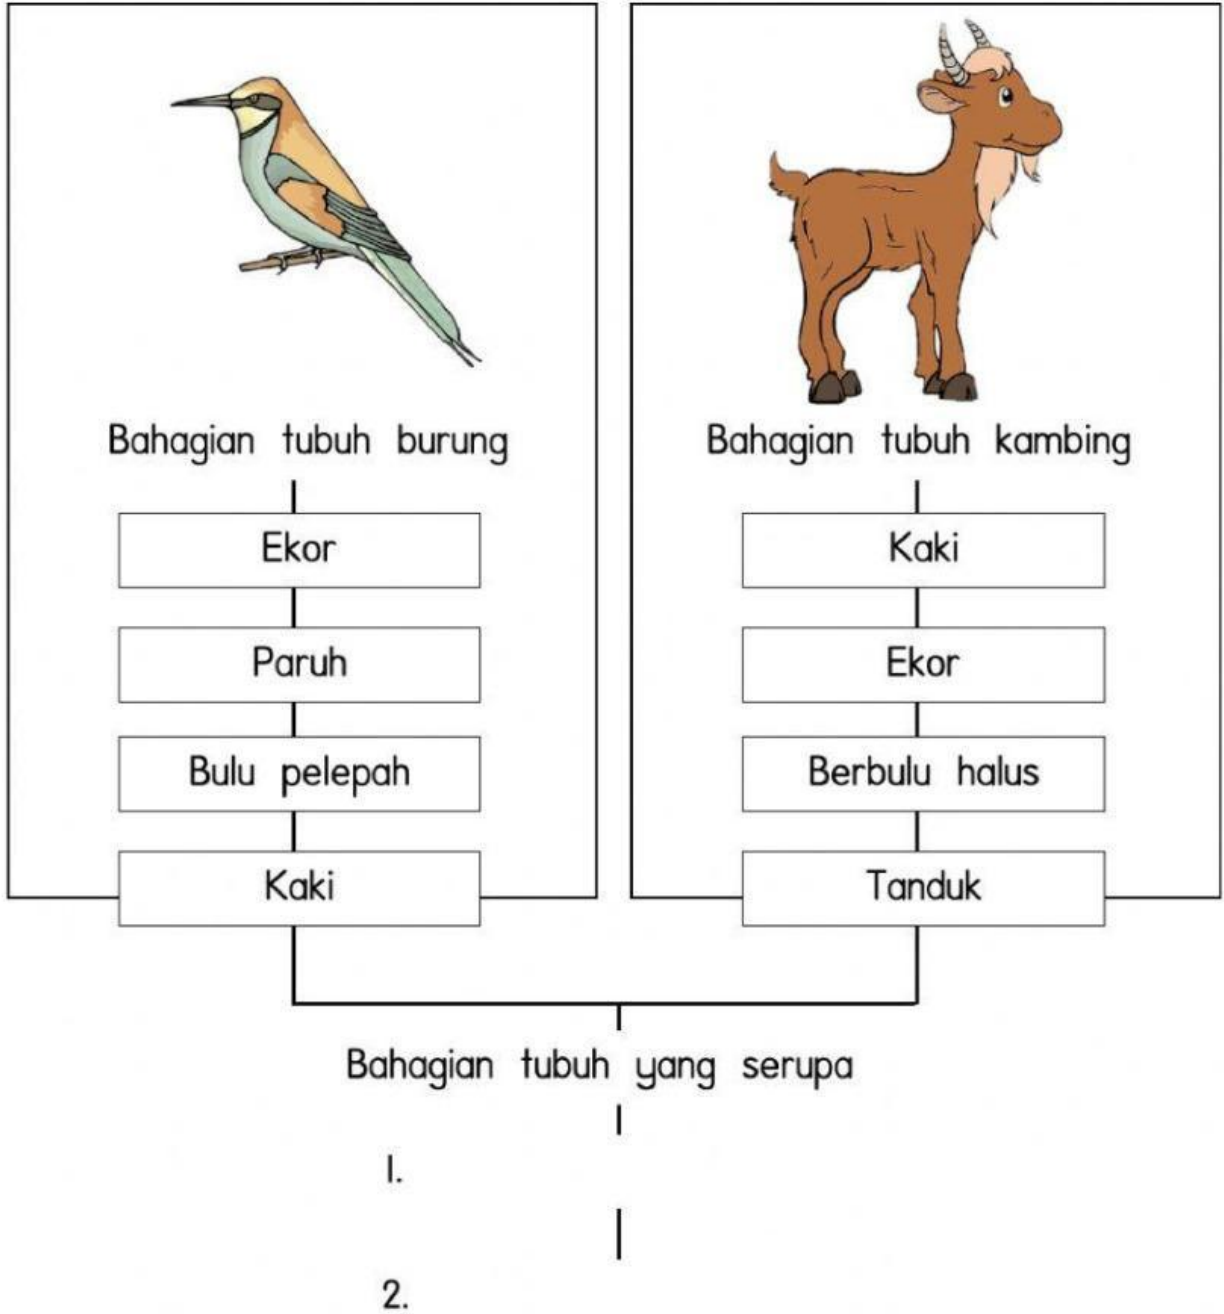 Bahagian tubuh burung
Ekor
Paruh
Bulu pelepah
Kaki
Bahagian tubuh kambing
Kaki
Ekor
Berbulu halus
Tanduk
Bahagian tubuh yang serupa
1.
2.